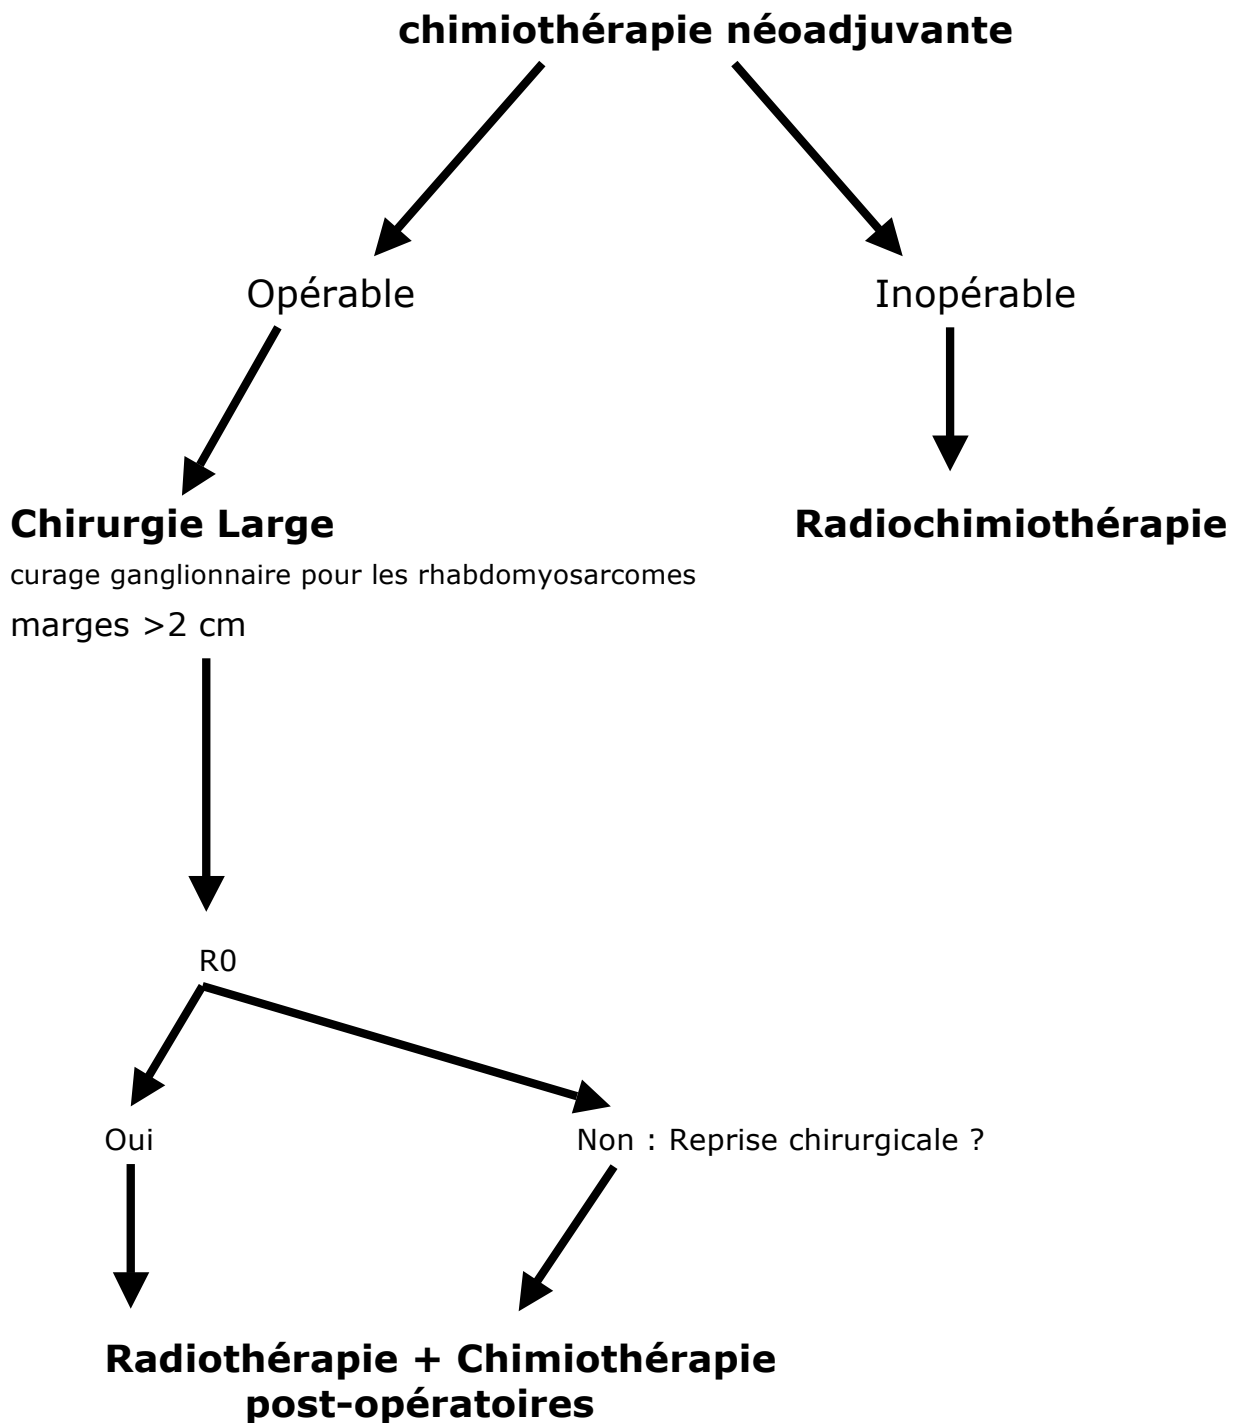 chimiothérapie néoadjuvante
Opérable
Inopérable
Chirurgie Large
Radiochimiothérapie
curage ganglionnaire pour les rhabdomyosarcomes
marges >2 cm
R0
Oui
Non : Reprise chirurgicale ?
Radiothérapie + Chimiothérapie
post-opératoires